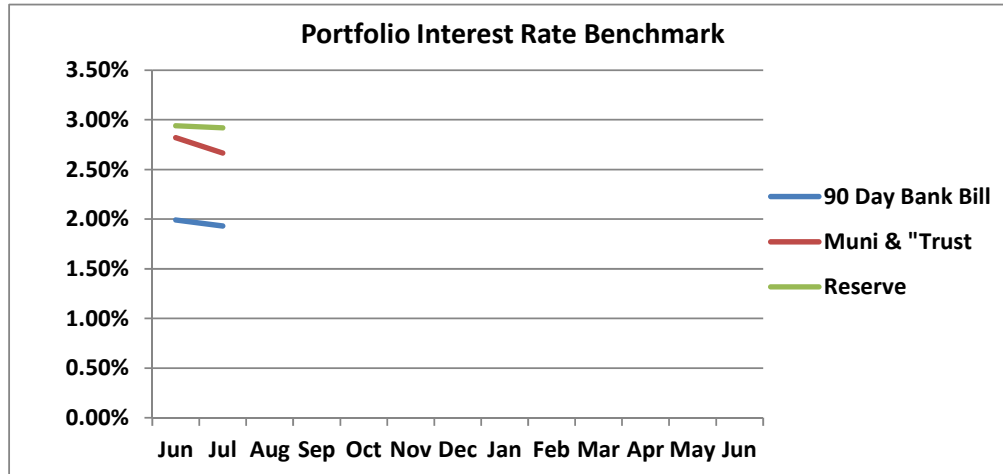 Portfolio Interest Rate Benchmark
3.50%
3.00%
2.50%
2.00%
1.50%
1.00%
0.50%
0.00%
Jun Jul Aug Sep Oct Nov Dec Jan Feb Mar Apr May Jun
90 Day Bank Bill
Muni & "Trust
Reserve